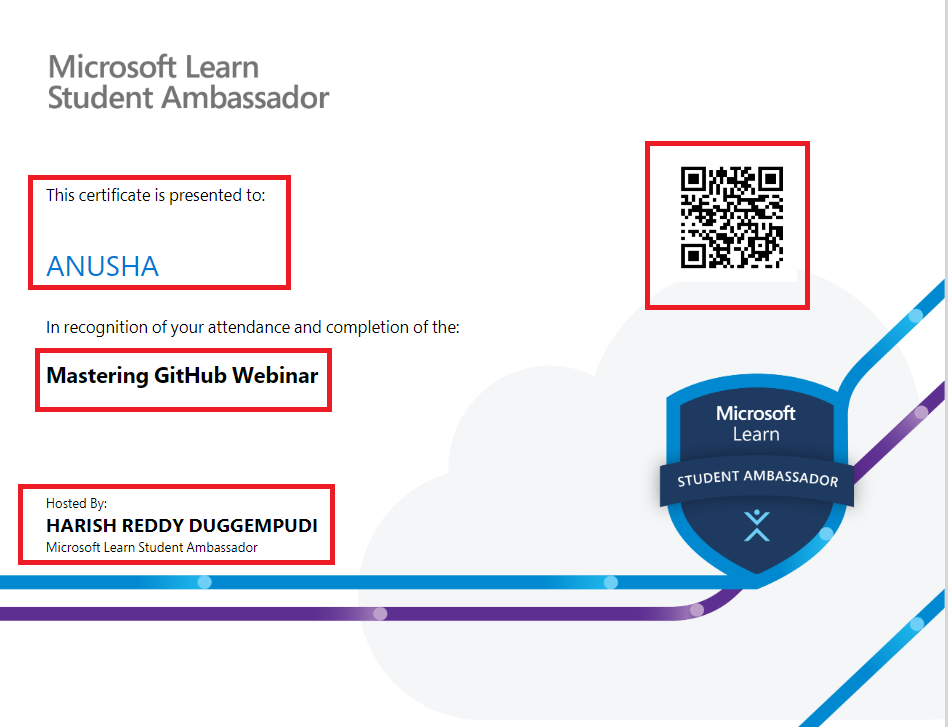 Microsoft Learn
Student Ambassador
This certificate is presented to:
ANUSHA
In recognition of your attendance and completion of the:
Mastering GitHub Webinar
Hosted By:
HARISH REDDY DUGGEMPUDI
Microsoft Learn Student Ambassador
Microsoft
Learn
STUDENT AMBASSADOR